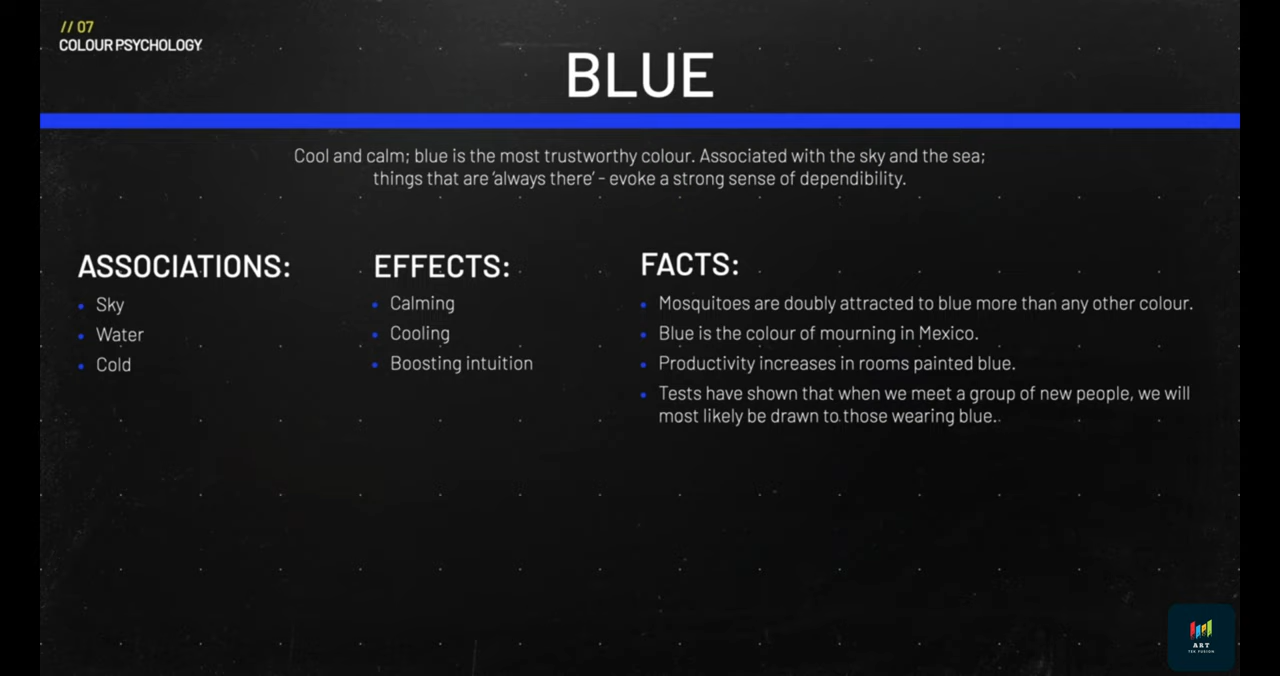 // 07
COLOUR PSYCHOLOGY
BLUE
Cool and calm; blue is the most trustworthy colour. Associated with the sky and the sea;
things that are 'always there' - evoke a strong sense of dependibility.
ASSOCIATIONS:
• Sky
• Water
• Cold
EFFECTS:
• Calming
• Cooling
• Boosting intuition
FACTS:
• Mosquitoes are doubly attracted to blue more than any other colour.
• Blue is the colour of mourning in Mexico.
• Productivity increases in rooms painted blue.
• Tests have shown that when we meet a group of new people, we will
most likely be drawn to those wearing blue.
ART
TEK FUSION